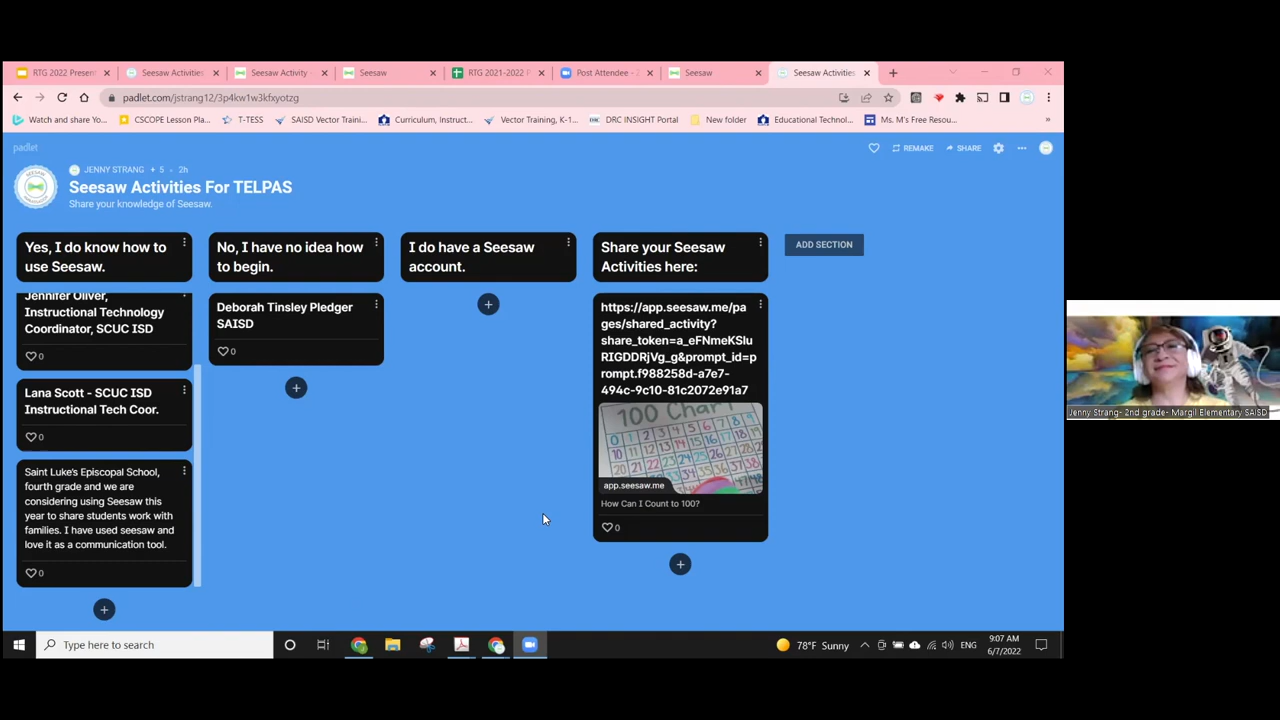 RTG 2022 Present
Seesaw Activities
Seesaw Activity -
Seesaw
RTG 2021-2022 P
Post Attendee - Z
Seesaw
Seesaw Activities
padlet.com/jstrang12/3p4kw1w3kfxyotzg
Watch and share Yo...
CSCOPE Lesson Pla...
T-TESS
SAISD Vector Traini...
Curriculum, Instruct...
Vector Training, K-1...
DRC INSIGHT Portal
New folder
Educational Technol...
Ms. M's Free Resou...
padlet
REMAKE
SHARE
JENNY STRANG + 5 • 2h
Seesaw Activities For TELPAS
Share your knowledge of Seesaw.
Yes, I do know how to
use Seesaw.
Jennifer Oliver,
Instructional Technology
Coordinator, SCUC ISD
0
Lana Scott - SCUC ISD
Instructional Tech Coor.
0
Saint Luke's Episcopal School,
fourth grade and we are
considering using Seesaw this
year to share students work with
families. I have used seesaw and
love it as a communication tool.
0
No, I have no idea how
to begin.
Deborah Tinsley Pledger
SAISD
0
I do have a Seesaw
account.
Share your Seesaw
Activities here:
https://app.seesaw.me/pa
ges/shared_activity?
share_token=a_eFNmeKSIu
RIGDDRjVg_g&prompt_id=p
rompt.f988258d-a7e7-
494c-9c10-81c2072e91a7
100 Chart
app.seesaw.me
How Can I Count to 100?
0
ADD SECTION
Jenny Strang- 2nd grade- Margil Elementary SAISD
Type here to search
78°F Sunny
ENG
9:07 AM
6/7/2022